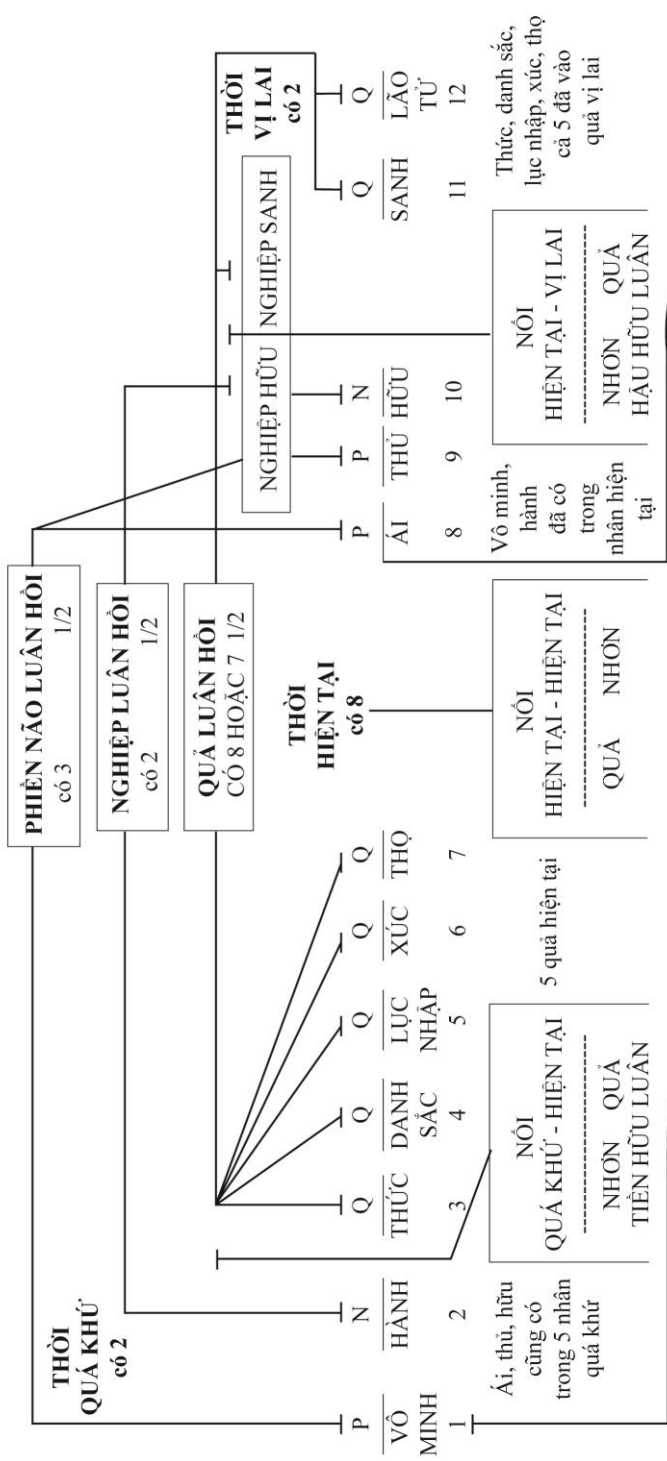 PHIỀN NÃO LUÂN HỒI
có 3 1/2
NGHIỆP LUÂN HỒI
có 2 1/2
QUẢ LUÂN HỒI
CÓ 8 HOẶC 7 1/2
THỜI
QUÁ KHỨ
có 2
THỜI
HIỆN TẠI
có 8
THỜI
VỊ LAI
có 2
NGHIỆP HỮU NGHIỆP SANH
P
VÔ
MINH
1
N
HÀNH
2
Q
THỨC
3
Q
DANH
SẮC
4
Q
LỤC
NHẬP
5
Q
XÚC
6
Q
THỌ
7
P
ÁI
8
P
THỦ
9
N
HỮU
10
Q
SANH
11
Q
LÃO
TỬ
12
Ái, thủ, hữu
cũng có
trong 5 nhân
quá khứ
NỐI
QUÁ KHỨ - HIỆN TẠI
NHƠN QUẢ
TIỀN HỮU LUÂN
5 quả hiện tại
NỐI
HIỆN TẠI - HIỆN TẠI
QUẢ NHƠN
Vô minh,
hành
đã có
trong
nhân hiện
tại
NỐI
HIỆN TẠI - VỊ LAI
NHƠN QUẢ
HẬU HỮU LUÂN
Thức, danh sắc,
lục nhập, xúc, thọ
cả 5 đã vào
quả vị lai